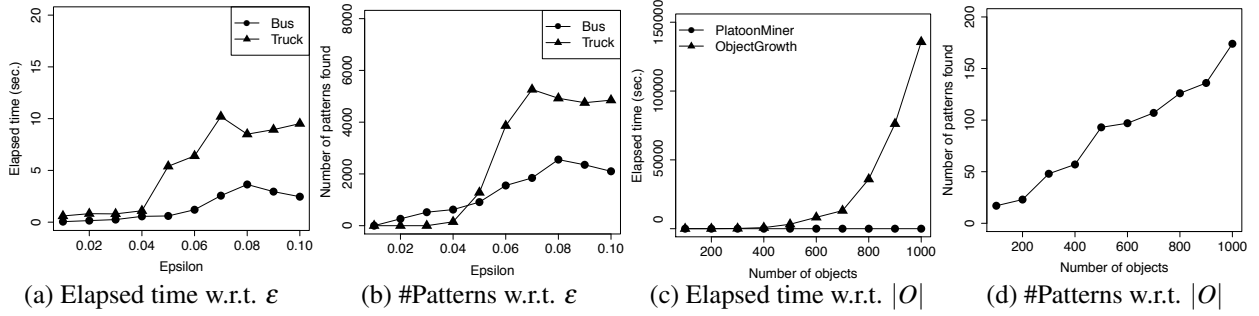 Elapsed time (sec.)
0 5 10 15 20
Bus
Truck
0.02 0.04 0.06 0.08 0.10
Epsilon
(a) Elapsed time w.r.t. ε
Number of patterns found
0 2000 4000 6000 8000
Bus
Truck
0.02 0.04 0.06 0.08 0.10
Epsilon
(b) #Patterns w.r.t. ε
Elapsed time (sec.)
0 50000 100000 150000
PlatoonMiner
ObjectGrowth
200 400 600 800 1000
Number of objects
(c) Elapsed time w.r.t. |O|
Number of patterns found
0 50 100 150 200
200 400 600 800 1000
Number of objects
(d) #Patterns w.r.t. |O|